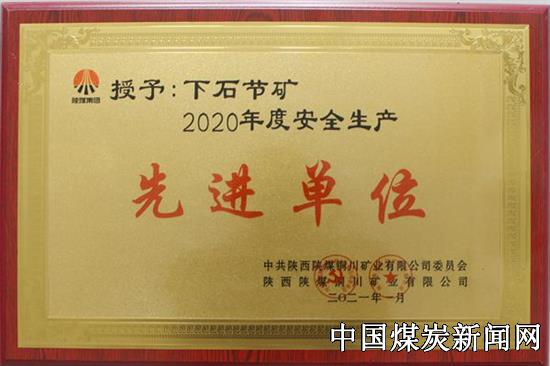 陕煤集团
授予：下石节矿
2020年度安全生产
先进单位
中共陕西陕煤铜川矿业有限公司委员会
陕西陕煤铜川矿业有限公司
二〇二一年一月
中国煤炭新闻网